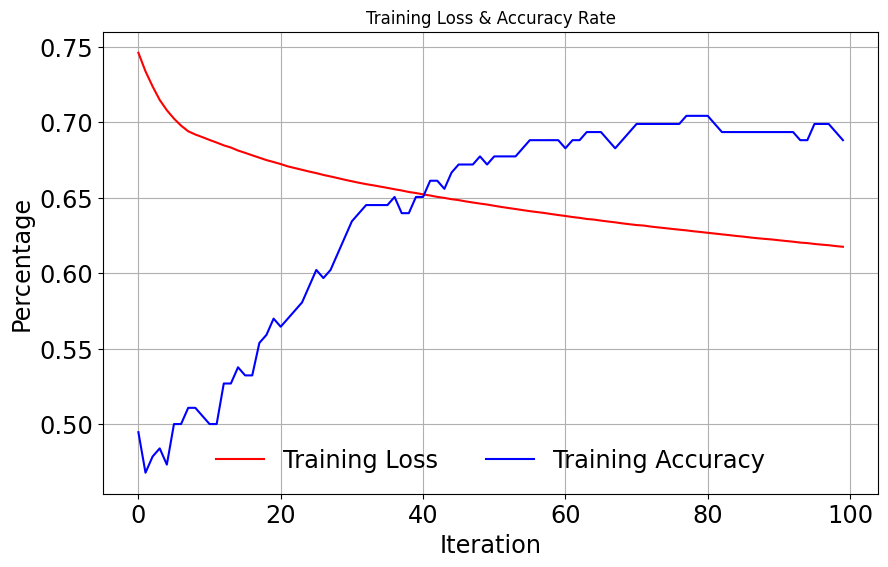 Training Loss & Accuracy Rate
0.75
0.70
0.65
0.60
0.55
0.50
Percentage
Training Loss
Training Accuracy
0 20 40 60 80 100
Iteration